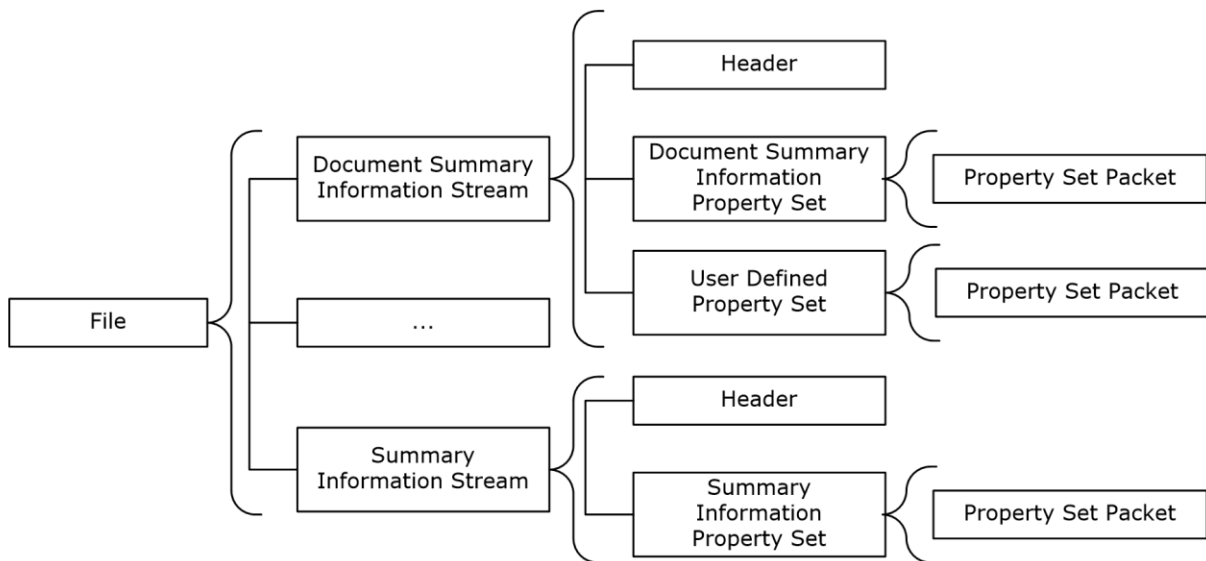 Header
Document Summary
Information Stream
Document Summary
Information
Property Set
Property Set Packet
User Defined
Property Set
Property Set Packet
File
...
Header
Summary
Information Stream
Summary
Information
Property Set
Property Set Packet